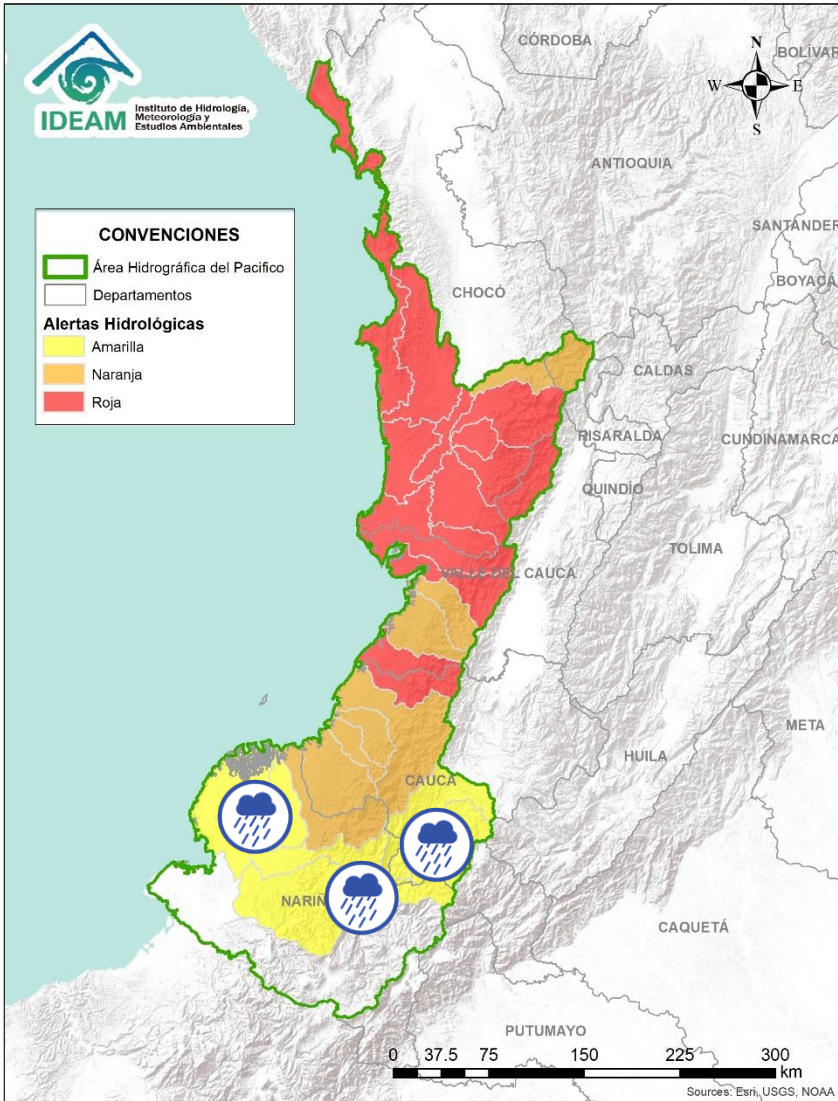 IDEAM
Instituto de Hidrología,
Meteorología y
Estudios Ambientales
N
W
E
S
CÓRDOBA
BOLÍVAR
ANTIOQUIA
SANTANDER
BOYACÁ
CHOCÓ
CALDAS
RISARALDA
CUNDINAMARCA
QUINDÍO
TOLIMA
VALLE DEL CAUCA
META
HUILA
CAUCA
NARIÑ
CAQUETÁ
PUTUMAYO
CONVENCIONES
Área Hidrográfica del Pacifico
Departamentos
Alertas Hidrológicas
Amarilla
Naranja
Roja
0 37.5 75 150 225 300
km
Sources: Esri, USGS, NOAA